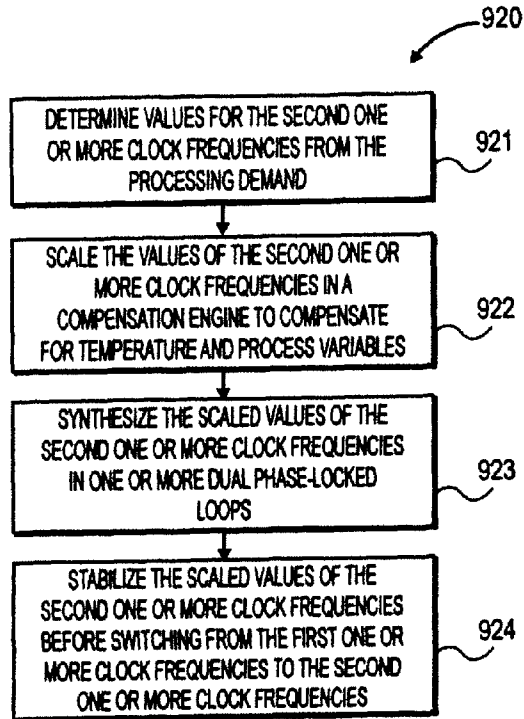 920
DETERMINE VALUES FOR THE SECOND ONE
OR MORE CLOCK FREQUENCIES FROM THE
PROCESSING DEMAND
921
SCALE THE VALUES OF THE SECOND ONE OR
MORE CLOCK FREQUENCIES IN A
COMPENSATION ENGINE TO COMPENSATE
FOR TEMPERATURE AND PROCESS VARIABLES
922
SYNTHESIZE THE SCALED VALUES OF THE
SECOND ONE OR MORE CLOCK FREQUENCIES
IN ONE OR MORE DUAL PHASE-LOCKED
LOOPS
923
STABILIZE THE SCALED VALUES OF THE
SECOND ONE OR MORE CLOCK FREQUENCIES
BEFORE SWITCHING FROM THE FIRST ONE OR
MORE CLOCK FREQUENCIES TO THE SECOND
ONE OR MORE CLOCK FREQUENCIES
924